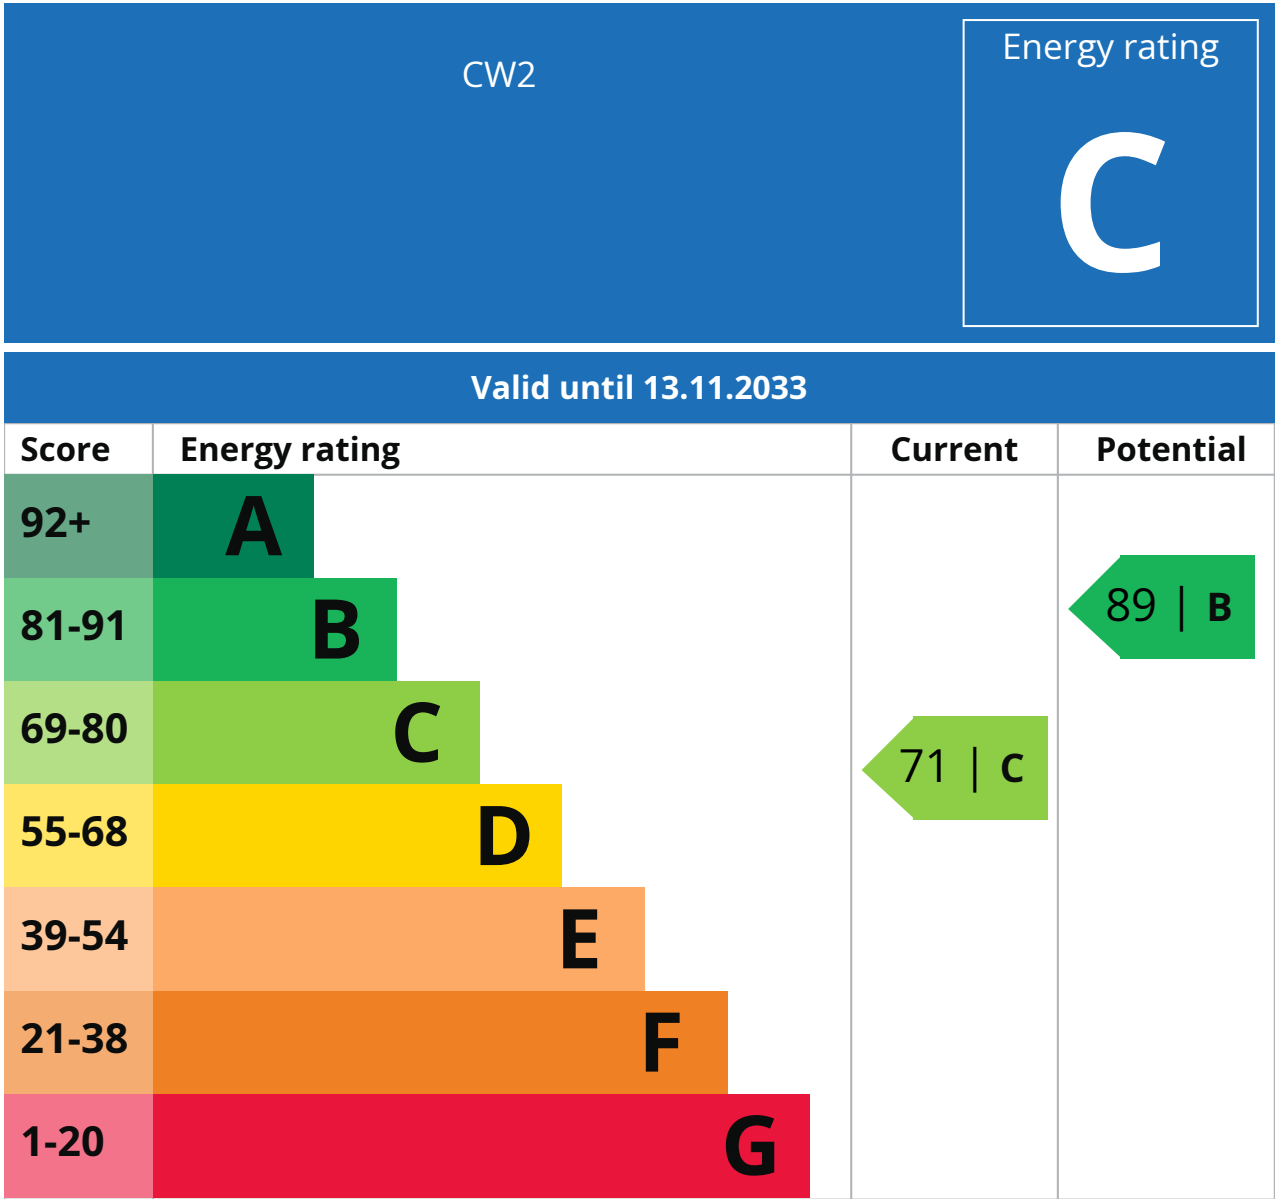 CW2
Energy rating
C
Valid until 13.11.2033
Score Energy rating Current Potential
92+ A
81-91 B 89 | B
69-80 C 71 | C
55-68 D
39-54 E
21-38 F
1-20 G